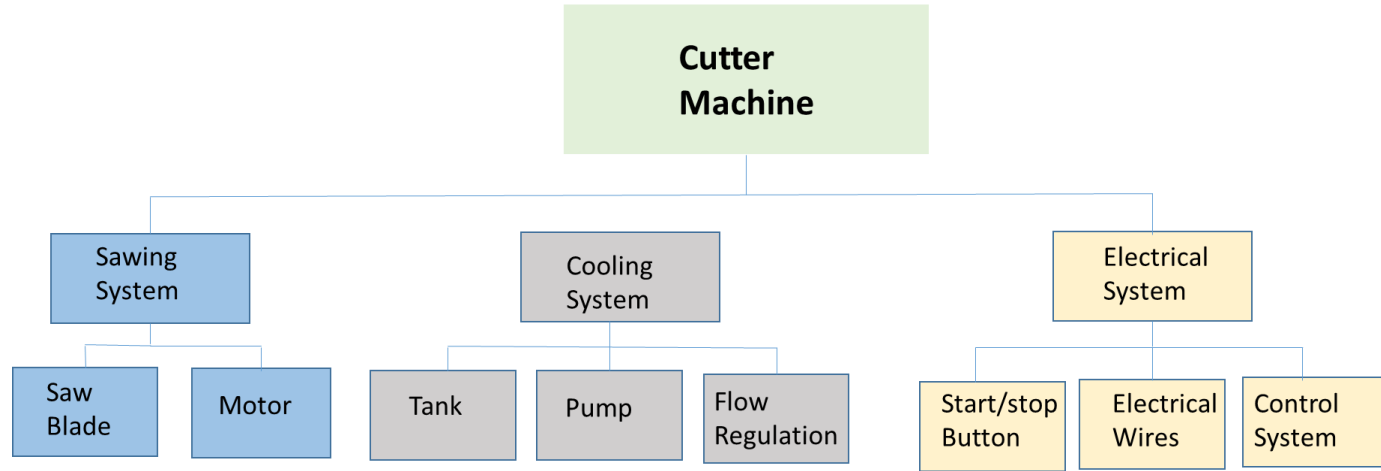 Cutter
Machine
Sawing
System
Cooling
System
Electrical
System
Saw
Blade
Motor
Tank
Pump
Flow
Regulation
Start/stop
Button
Electrical
Wires
Control
System